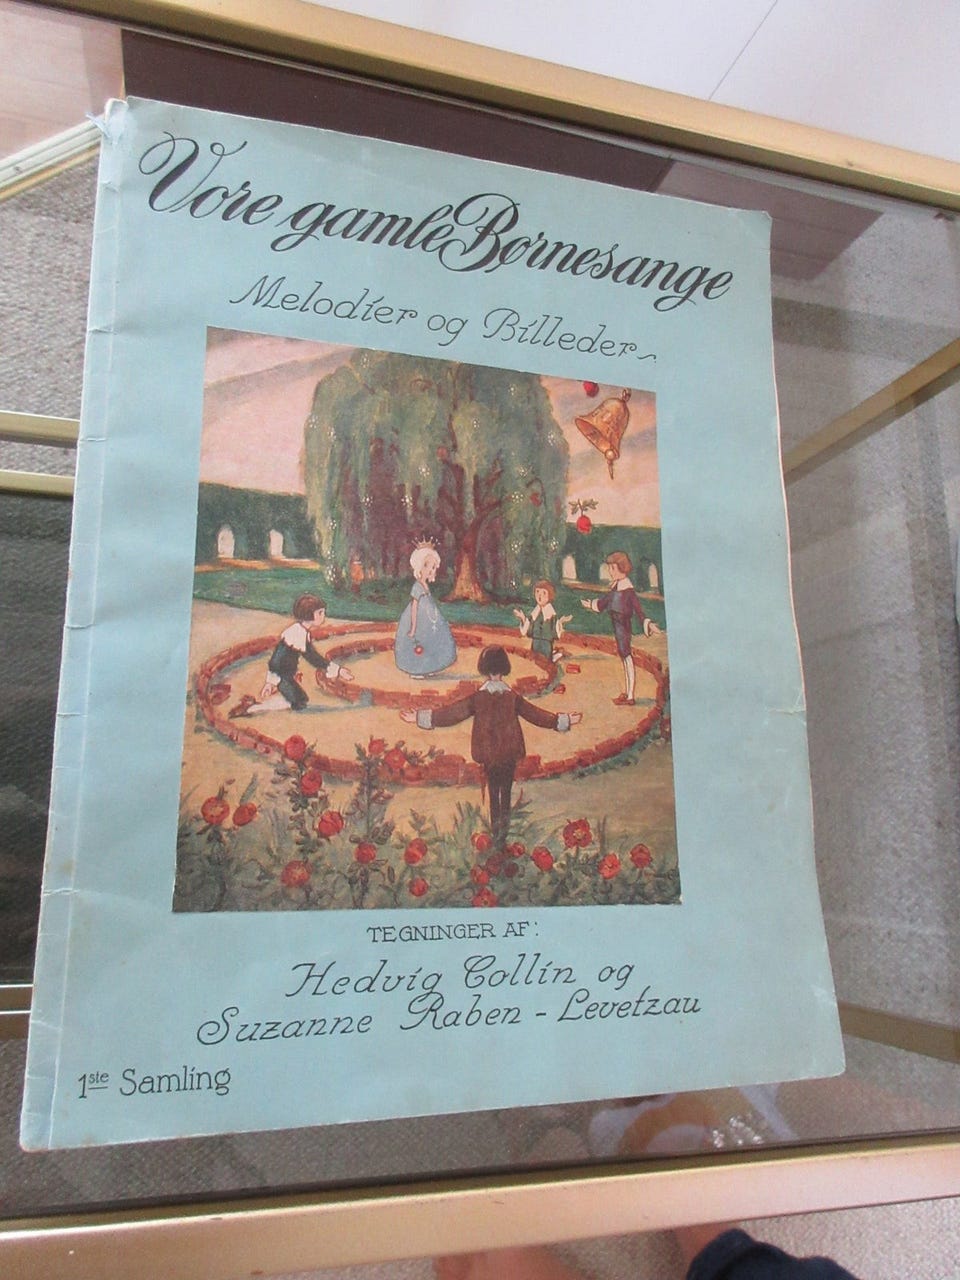 Vore gamle Børnesange
Melodier og Billeder
TEGNINGER AF:
Hedvig Collin og
Suzanne Raben - Levetzau
1ste Samling